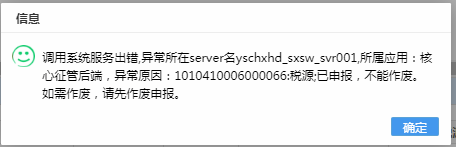 信息
调用系统服务出错,异常所在server名yschxhd_sxsw_svr001,所属应用：核
心征管后端，异常原因：1010410006000066:税源;已申报，不能作废。
如需作废，请先作废申报。
确定